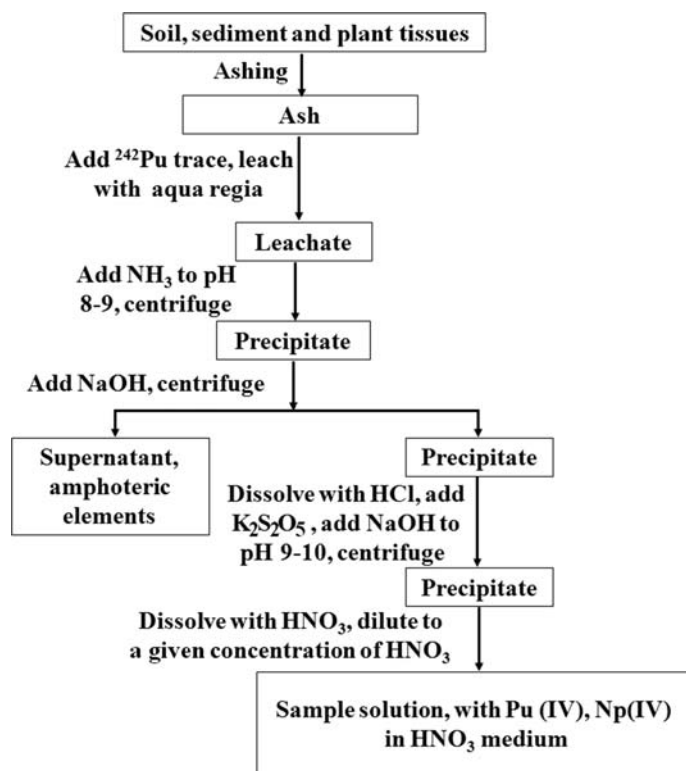 Soil, sediment and plant tissues
Ashing
Ash
Add ²⁴²Pu trace, leach
with aqua regia
Leachate
Add NH₃ to pH
8-9, centrifuge
Precipitate
Add NaOH, centrifuge
Supernatant,
amphoteric
elements
Precipitate
Dissolve with HCl, add
K₂S₂O₅ , add NaOH to
pH 9-10, centrifuge
Precipitate
Dissolve with HNO₃, dilute to
a given concentration of HNO₃
Sample solution, with Pu (IV), Np(IV)
in HNO₃ medium